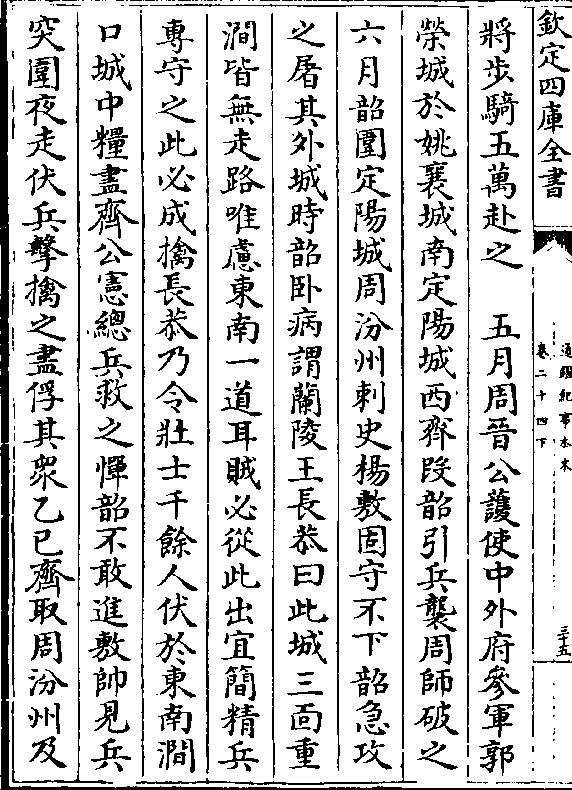 欽定四庫全書
通鑑紀事本末
卷二十四下
三十五
將步騎五萬赴之　五月周晉公護使中外府參軍郭
榮城於姚襄城南定陽城西齊段韶引兵襲周師破之
六月韶圍定陽城周汾州刺史楊敷固守不下韶急攻
之屠其外城時韶卧病謂蘭陵王長恭曰此城三面重
澗皆無走路唯慮東南一道耳賊必從此出宜簡精兵
專守之此必成擒長恭乃令壯士千餘人伏於東南澗
口城中糧盡齊公憲總兵救之憚韶不敢進敷帥見兵
突圍夜走伏兵擊擒之盡俘其衆乙巳齊取周汾州及